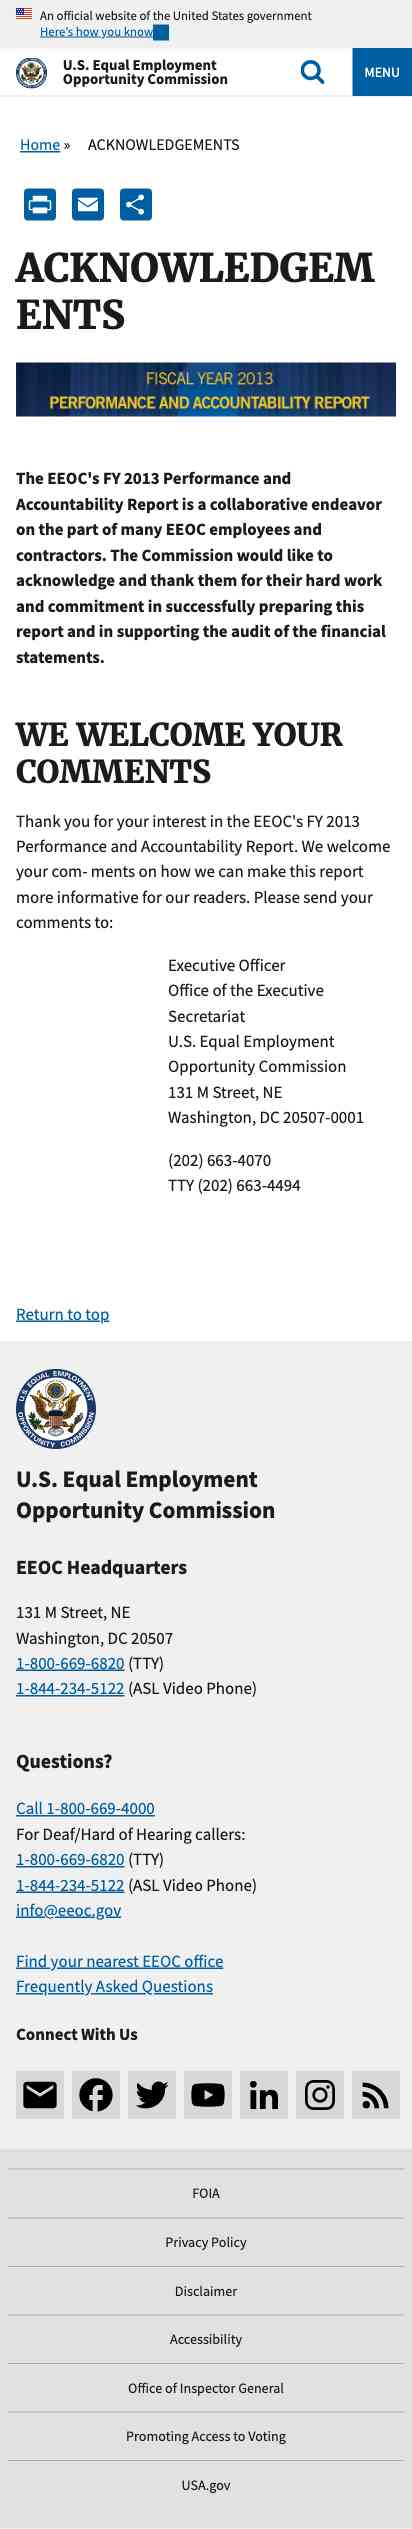 An official website of the United States government
Here's how you know
U.S. Equal Employment
Opportunity Commission
MENU
Home » ACKNOWLEDGEMENTS
ACKNOWLEDGEM
ENTS
FISCAL YEAR 2013
PERFORMANCE AND ACCOUNTABILITY REPORT
The EEOC's FY 2013 Performance and
Accountability Report is a collaborative endeavor
on the part of many EEOC employees and
contractors. The Commission would like to
acknowledge and thank them for their hard work
and commitment in successfully preparing this
report and in supporting the audit of the financial
statements.
WE WELCOME YOUR
COMMENTS
Thank you for your interest in the EEOC's FY 2013
Performance and Accountability Report. We welcome
your com- ments on how we can make this report
more informative for our readers. Please send your
comments to:
Executive Officer
Office of the Executive
Secretariat
U.S. Equal Employment
Opportunity Commission
131 M Street, NE
Washington, DC 20507-0001
(202) 663-4070
TTY (202) 663-4494
Return to top
U.S. EQUAL EMPLOYMENT
OPPORTUNITY COMMISSION
U.S. Equal Employment
Opportunity Commission
EEOC Headquarters
131 M Street, NE
Washington, DC 20507
1-800-669-6820 (TTY)
1-844-234-5122 (ASL Video Phone)
Questions?
Call 1-800-669-4000
For Deaf/Hard of Hearing callers:
1-800-669-6820 (TTY)
1-844-234-5122 (ASL Video Phone)
info@eeoc.gov
Find your nearest EEOC office
Frequently Asked Questions
Connect With Us
FOIA
Privacy Policy
Disclaimer
Accessibility
Office of Inspector General
Promoting Access to Voting
USA.gov